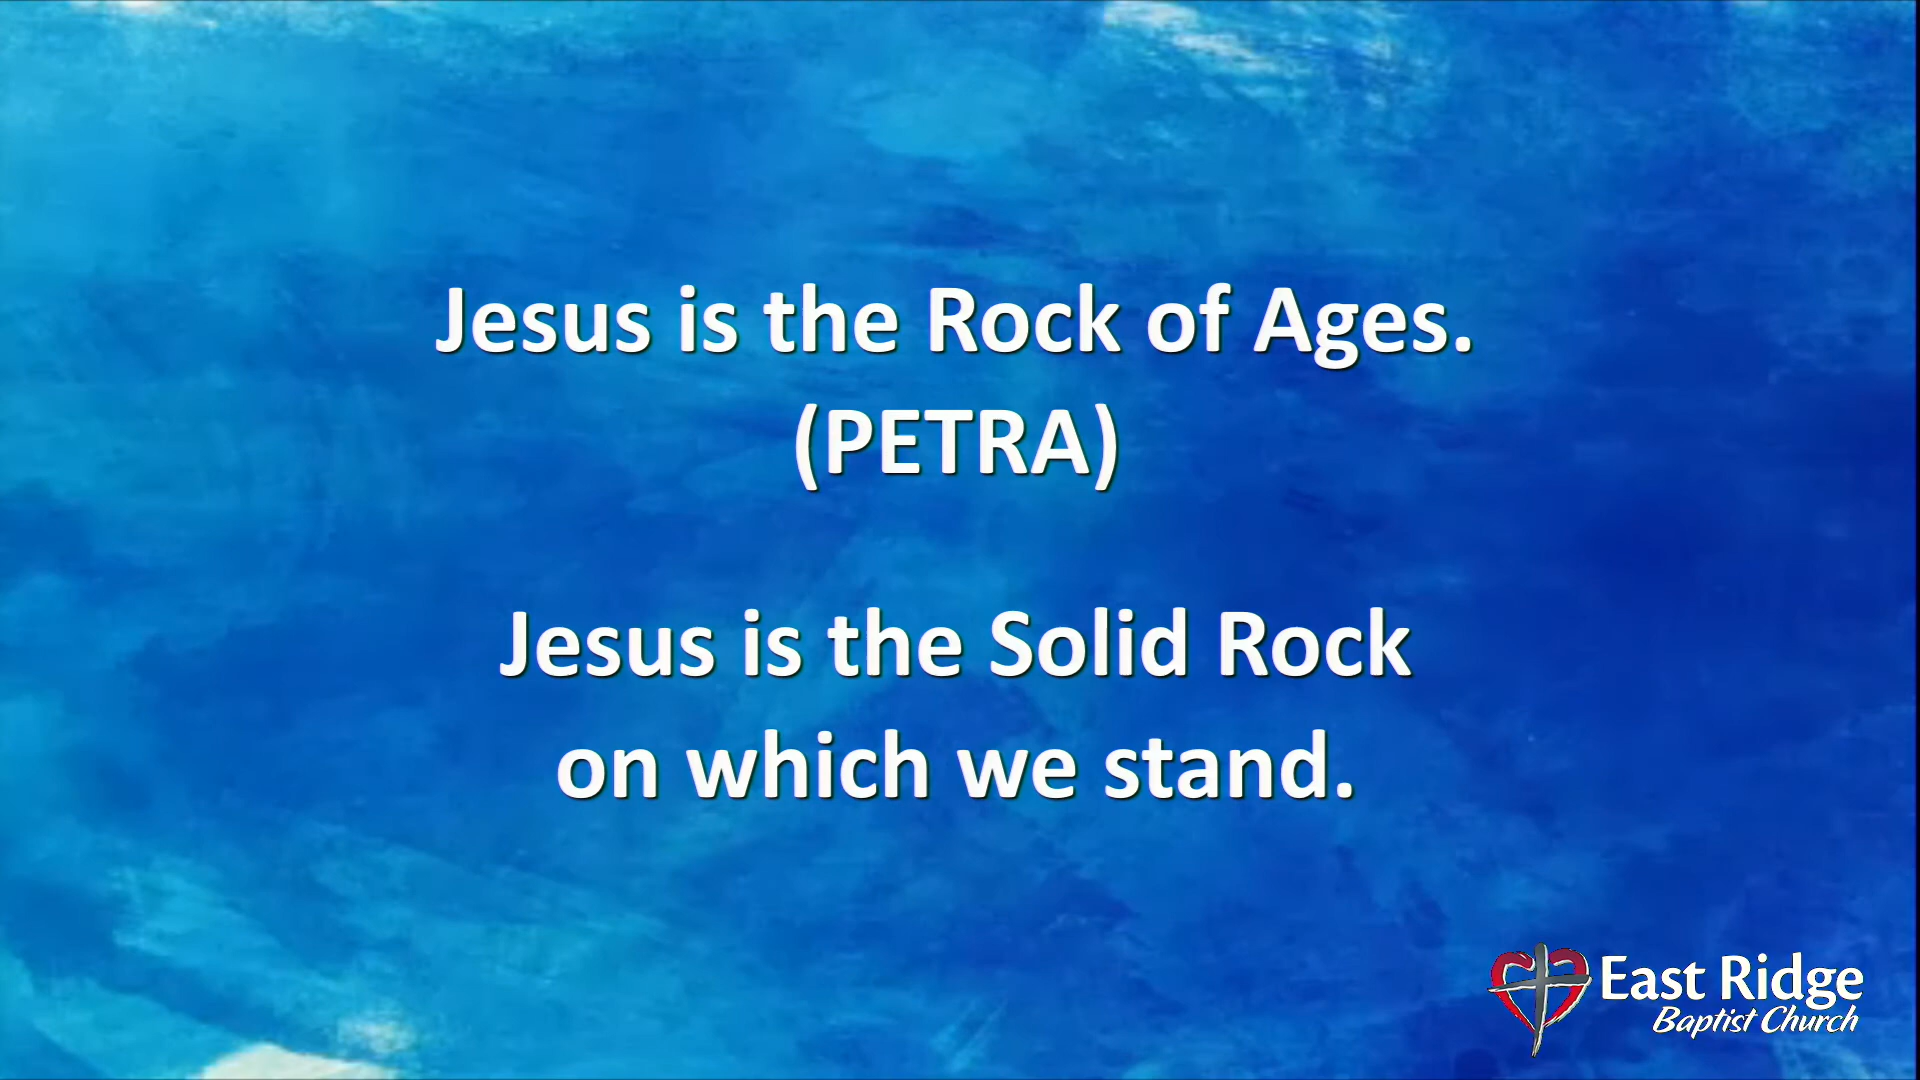 Jesus is the Rock of Ages.
(PETRA)
Jesus is the Solid Rock
on which we stand.
East Ridge
Baptist Church